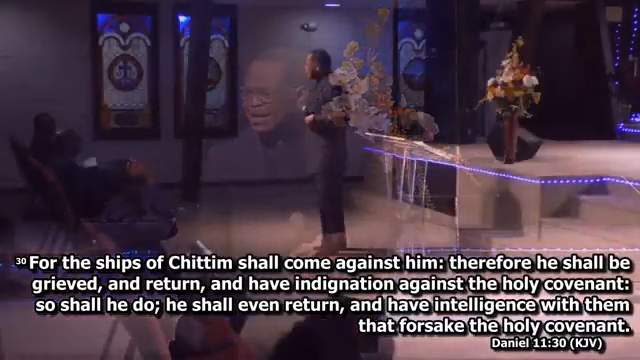 30 For the ships of Chittim shall come against him: therefore he shall be
grieved, and return, and have indignation against the holy covenant:
so shall he do; he shall even return, and have intelligence with them
that forsake the holy covenant.
Daniel 11:30 (KJV)